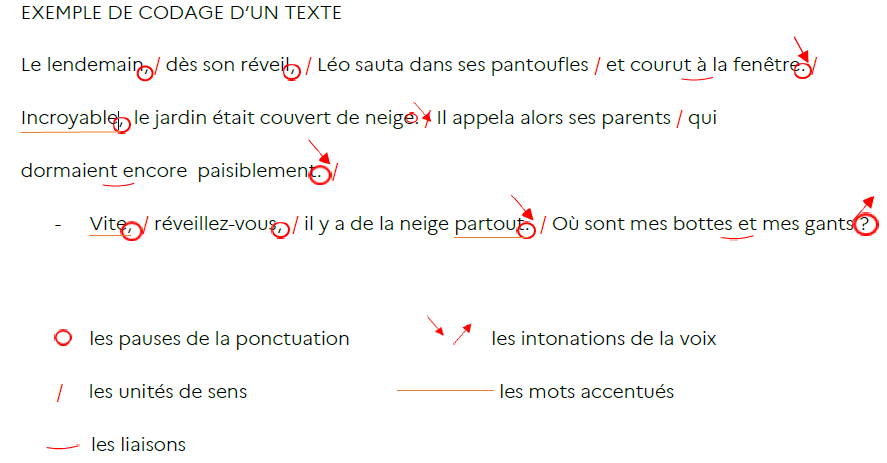 EXEMPLE DE CODAGE D’UN TEXTE
Le lendemain, / dès son réveil, / Léo sauta dans ses pantoufles / et courut à la fenêtre. /
Incroyable, le jardin était couvert de neige. / Il appela alors ses parents / qui
dormaient encore paisiblement. /
- Vite, / réveillez-vous, / il y a de la neige partout. / Où sont mes bottes et mes gants ?
les pauses de la ponctuation les intonations de la voix
/ les unités de sens les mots accentués
les liaisons